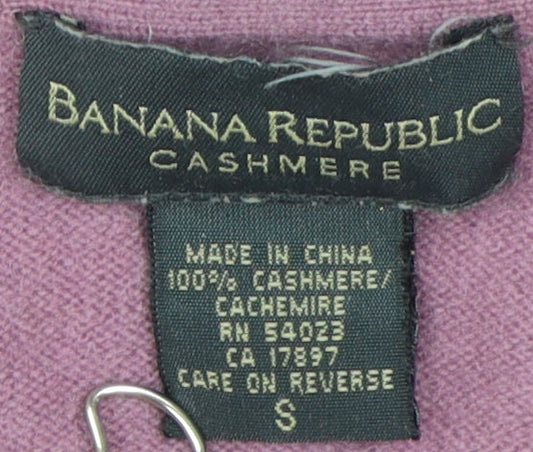 BANANA REPUBLIC
CASHMERE
MADE IN CHINA
100% CASHMERE/
CACHEMIRE
RN 54023
CA 17897
CARE ON REVERSE
S